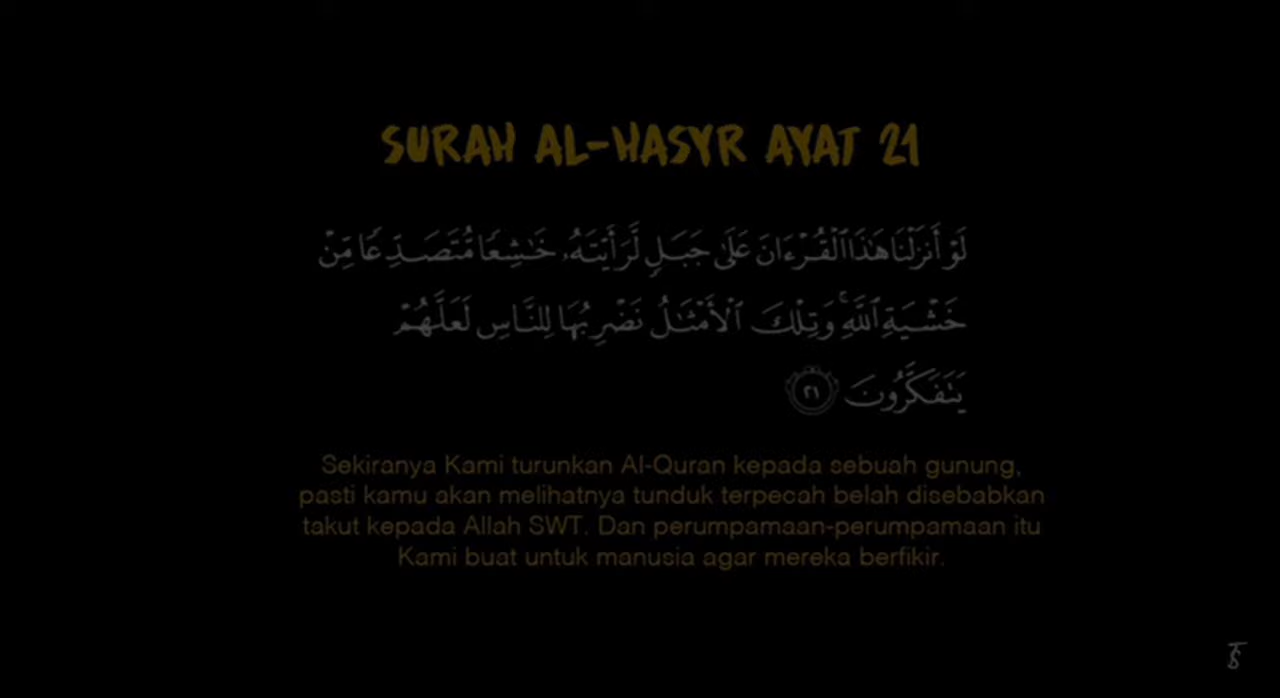 SURAH AL-HASYR AYAT 21
لَوْ أَنزَلْنَا هَٰذَا ٱلْقُرْءَانَ عَلَىٰ جَبَلٍ لَّرَأَيْتَهُۥ خَٰشِعًا مُّتَصَدِّعًا مِّنْ
خَشْيَةِ ٱللَّهِ ۚ وَتِلْكَ ٱلْأَمْثَٰلُ نَضْرِبُهَا لِلنَّاسِ لَعَلَّهُمْ
يَتَفَكَّرُونَ ٢١
Sekiranya Kami turunkan Al-Quran kepada sebuah gunung,
pasti kamu akan melihatnya tunduk terpecah belah disebabkan
takut kepada Allah SWT. Dan perumpamaan-perumpamaan itu
Kami buat untuk manusia agar mereka berfikir.